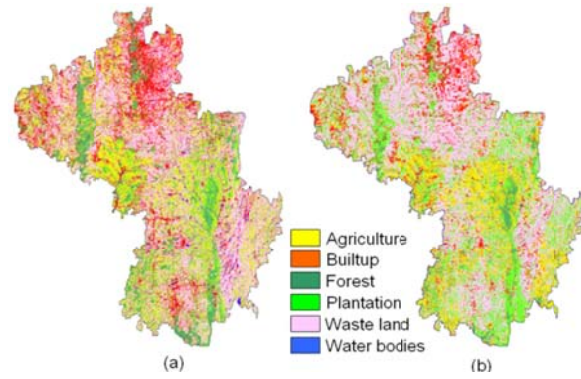 Agriculture
Builtup
Forest
Plantation
Waste land
Water bodies
(a)
(b)